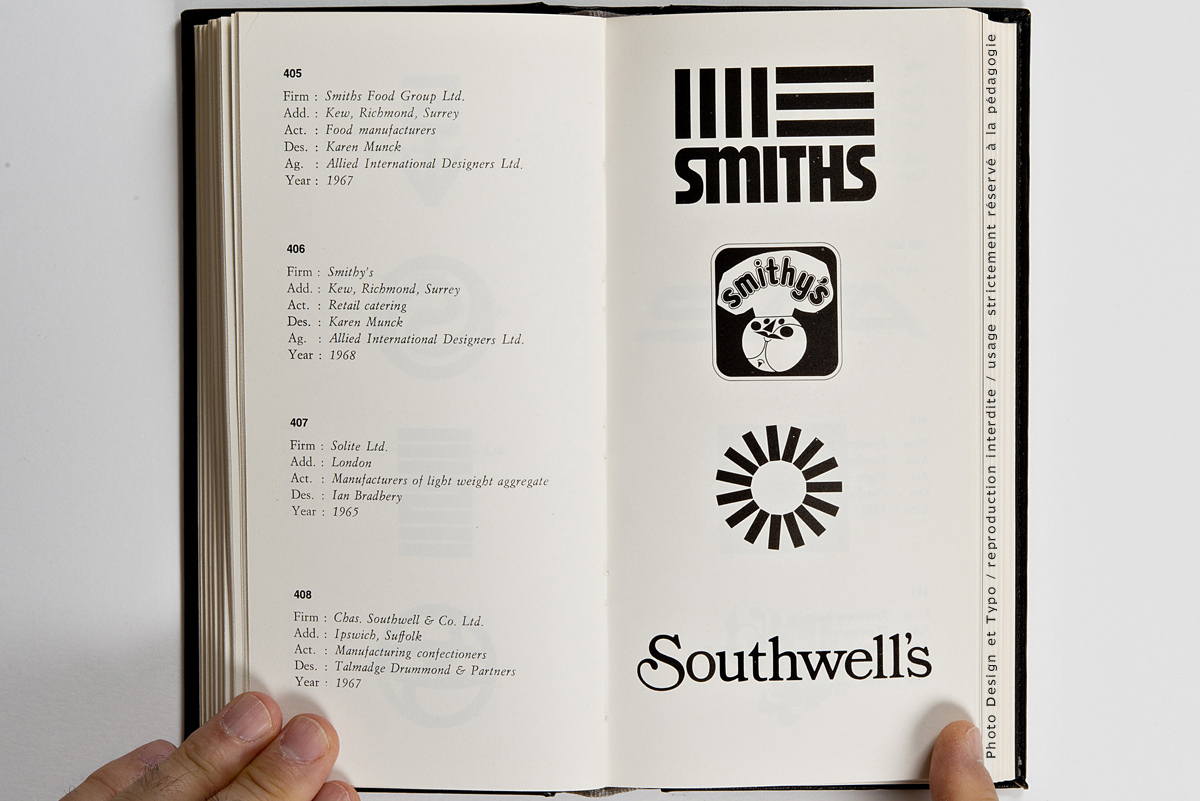 405
Firm : Smiths Food Group Ltd.
Add. : Kew, Richmond, Surrey
Act. : Food manufacturers
Des. : Karen Munck
Ag. : Allied International Designers Ltd.
Year : 1967
406
Firm : Smithy's
Add. : Kew, Richmond, Surrey
Act. : Retail catering
Des. : Karen Munck
Ag. : Allied International Designers Ltd.
Year : 1968
407
Firm : Solite Ltd.
Add. : London
Act. : Manufacturers of light weight aggregate
Des. : Ian Bradbery
Year : 1965
408
Firm : Chas. Southwell & Co. Ltd.
Add. : Ipswich, Suffolk
Act. : Manufacturing confectioners
Des. : Talmadge Drummond & Partners
Year : 1967
SMITHS
smithy's
Southwell's
Photo Design et Typo / reproduction interdite / usage strictement réservé à la pédagogie